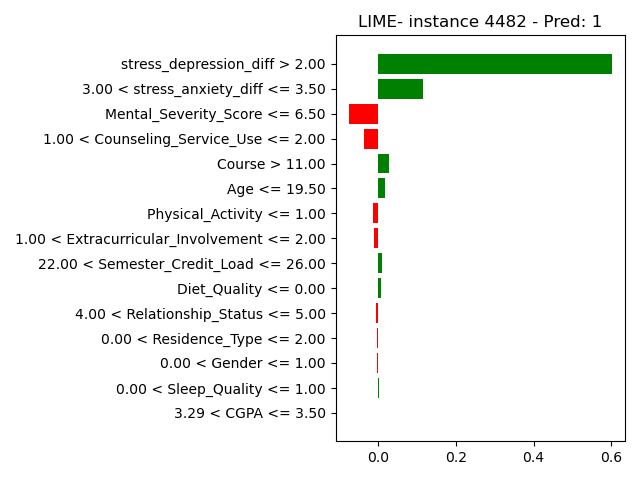 LIME- instance 4482 - Pred: 1
stress_depression_diff > 2.00
3.00 < stress_anxiety_diff <= 3.50
Mental_Severity_Score <= 6.50
1.00 < Counseling_Service_Use <= 2.00
Course > 11.00
Age <= 19.50
Physical_Activity <= 1.00
1.00 < Extracurricular_Involvement <= 2.00
22.00 < Semester_Credit_Load <= 26.00
Diet_Quality <= 0.00
4.00 < Relationship_Status <= 5.00
0.00 < Residence_Type <= 2.00
0.00 < Gender <= 1.00
0.00 < Sleep_Quality <= 1.00
3.29 < CGPA <= 3.50
0.0 0.2 0.4 0.6